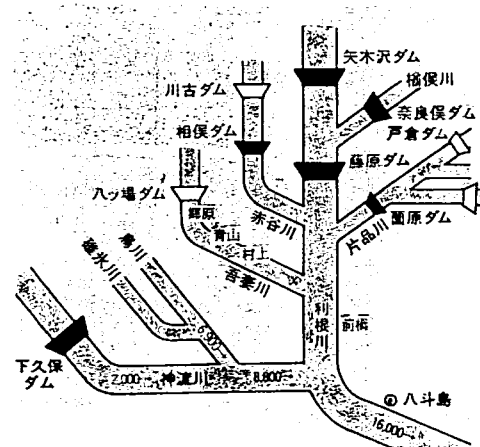 矢木沢ダム
楢俣川
川古ダム
奈良俣ダム
戸倉ダム
相俣ダム
藤原ダム
八ッ場ダム
郷原
薗原ダム
片品川
赤谷川
青山
村上
吾妻川
利根川
前橋
碓氷川
6,900
下久保
ダム
2,000→
神流川
8,800→
八斗島
16,000→